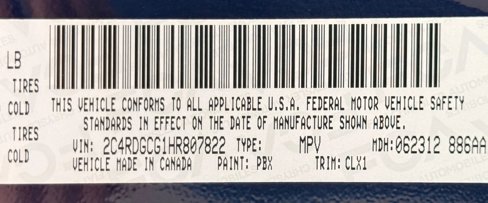 LB
TIRES
COLD
THIS VEHICLE CONFORMS TO ALL APPLICABLE U.S.A. FEDERAL MOTOR VEHICLE SAFETY
STANDARDS IN EFFECT ON THE DATE OF MANUFACTURE SHOWN ABOVE.
TIRES
VIN: 2C4RDGCG1HR807822 TYPE: MPV MDH:062312 886AA
COLD
VEHICLE MADE IN CANADA PAINT: PBX TRIM:CLX1